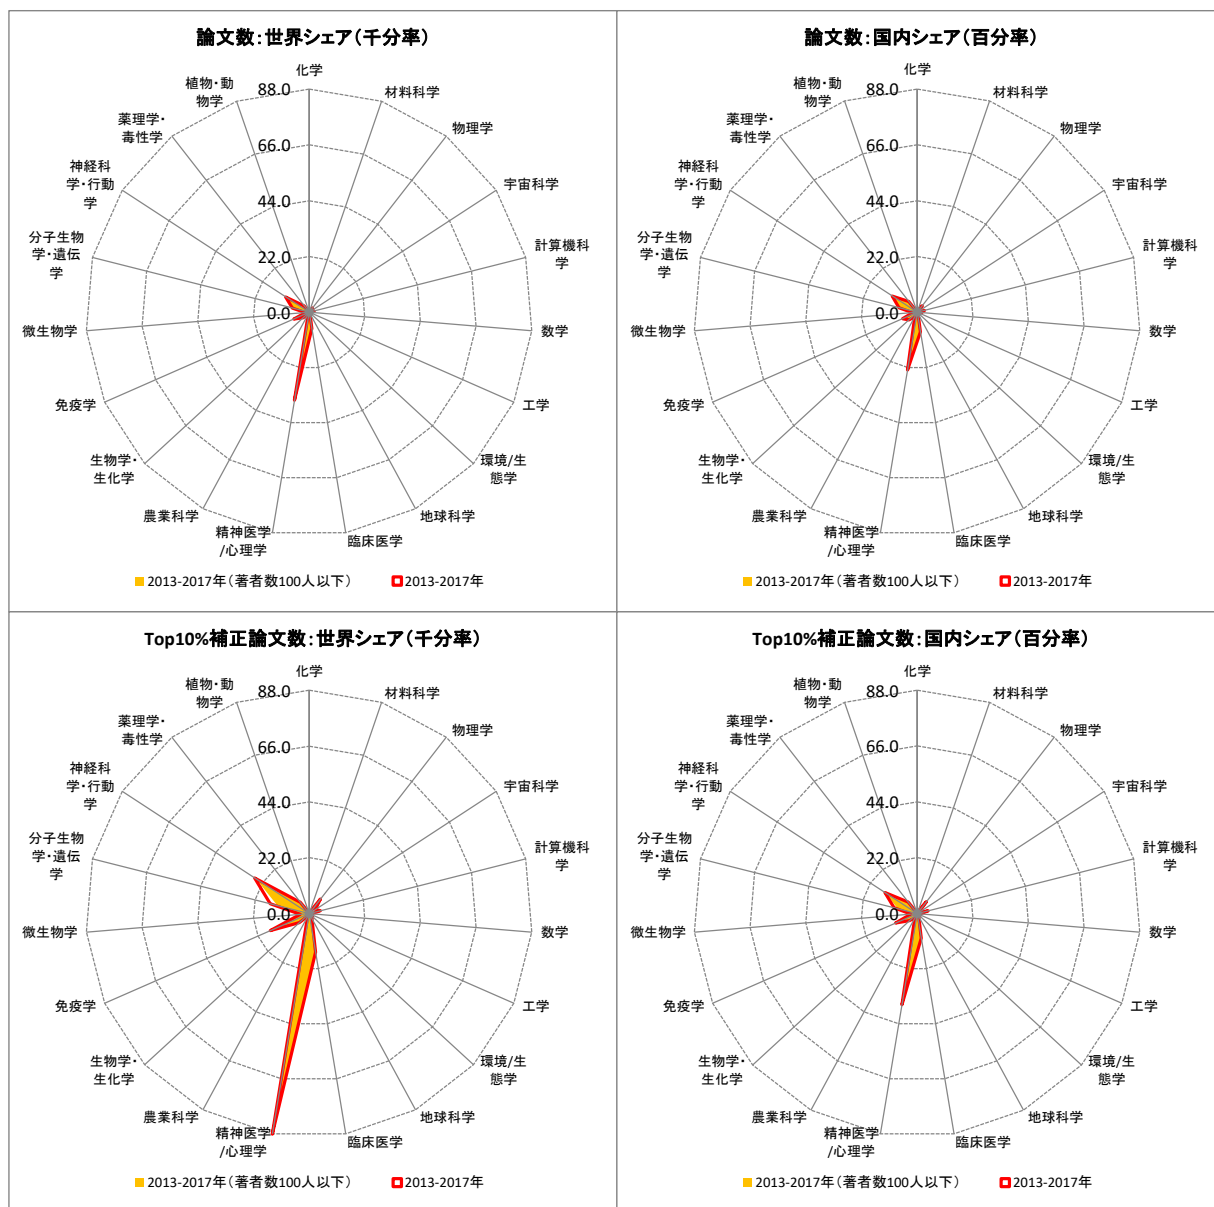 論文数：世界シェア（千分率）
化学
材料科学
物理学
宇宙科学
計算機科
学
数学
工学
環境/生
態学
地球科学
臨床医学
精神医学
/心理学
農業科学
生物学・
生化学
免疫学
微生物学
分子生物
学・遺伝
学
神経科
学・行動
学
薬理学・
毒性学
植物・動
物学
88.0
66.0
44.0
22.0
0.0
2013-2017年（著者数100人以下）
2013-2017年
論文数：国内シェア（百分率）
化学
材料科学
物理学
宇宙科学
計算機科
学
数学
工学
環境/生
態学
地球科学
臨床医学
精神医学
/心理学
農業科学
生物学・
生化学
免疫学
微生物学
分子生物
学・遺伝
学
神経科
学・行動
学
薬理学・
毒性学
植物・動
物学
88.0
66.0
44.0
22.0
0.0
2013-2017年（著者数100人以下）
2013-2017年
Top10%補正論文数：世界シェア（千分率）
化学
材料科学
物理学
宇宙科学
計算機科
学
数学
工学
環境/生
態学
地球科学
臨床医学
精神医学
/心理学
農業科学
生物学・
生化学
免疫学
微生物学
分子生物
学・遺伝
学
神経科
学・行動
学
薬理学・
毒性学
植物・動
物学
88.0
66.0
44.0
22.0
0.0
2013-2017年（著者数100人以下）
2013-2017年
Top10%補正論文数：国内シェア（百分率）
化学
材料科学
物理学
宇宙科学
計算機科
学
数学
工学
環境/生
態学
地球科学
臨床医学
精神医学
/心理学
農業科学
生物学・
生化学
免疫学
微生物学
分子生物
学・遺伝
学
神経科
学・行動
学
薬理学・
毒性学
植物・動
物学
88.0
66.0
44.0
22.0
0.0
2013-2017年（著者数100人以下）
2013-2017年